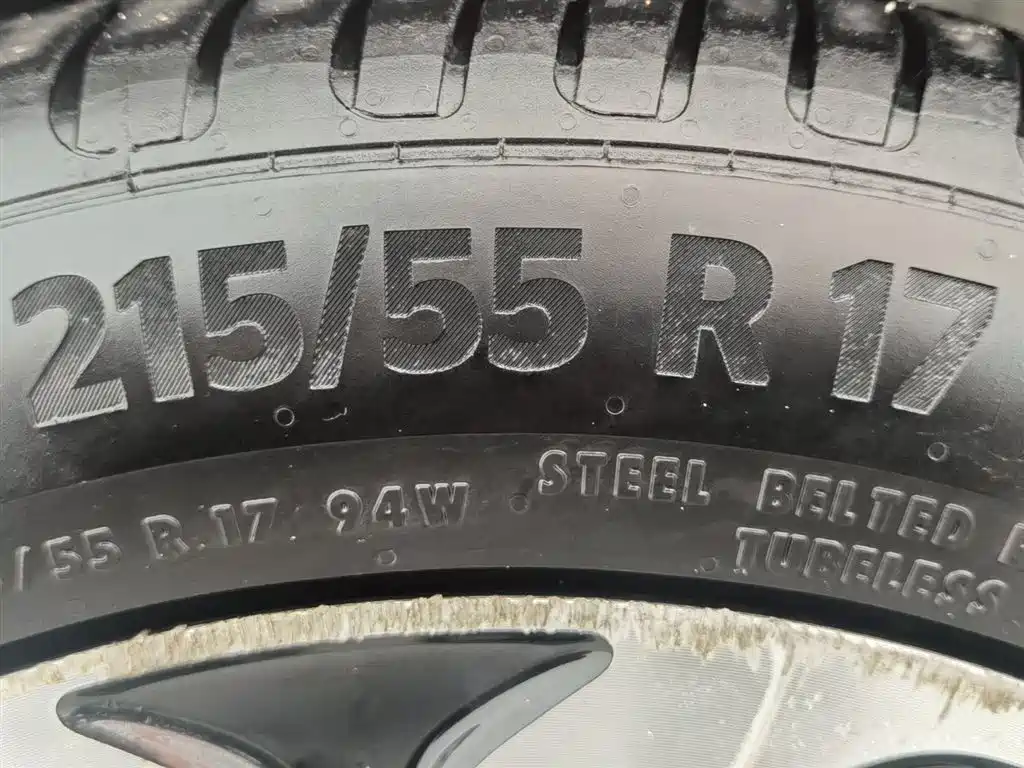 215/55 R 17
/55 R 17 94W STEEL BELTED
TUBELESS